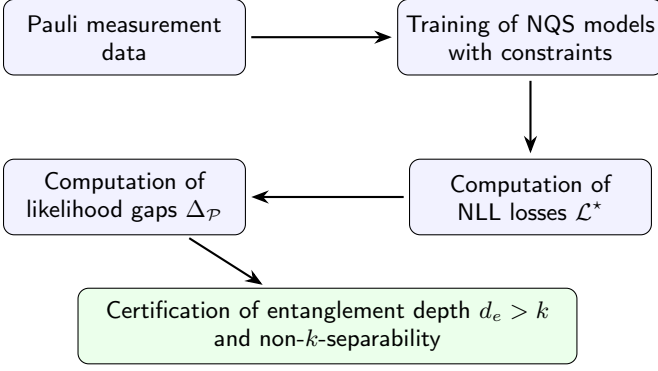 Pauli measurement
data
Training of NQS models
with constraints
Computation of
NLL losses ℒ⋆
Computation of
likelihood gaps Δ𝒫
Certification of entanglement depth dₑ > k
and non-k-separability